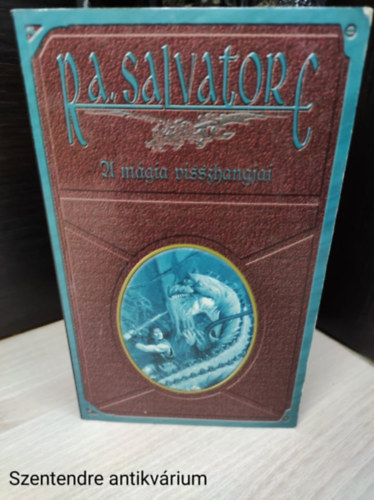 R.a. Salvatore
A mágia visszhangjai
Szentendre antikvárium